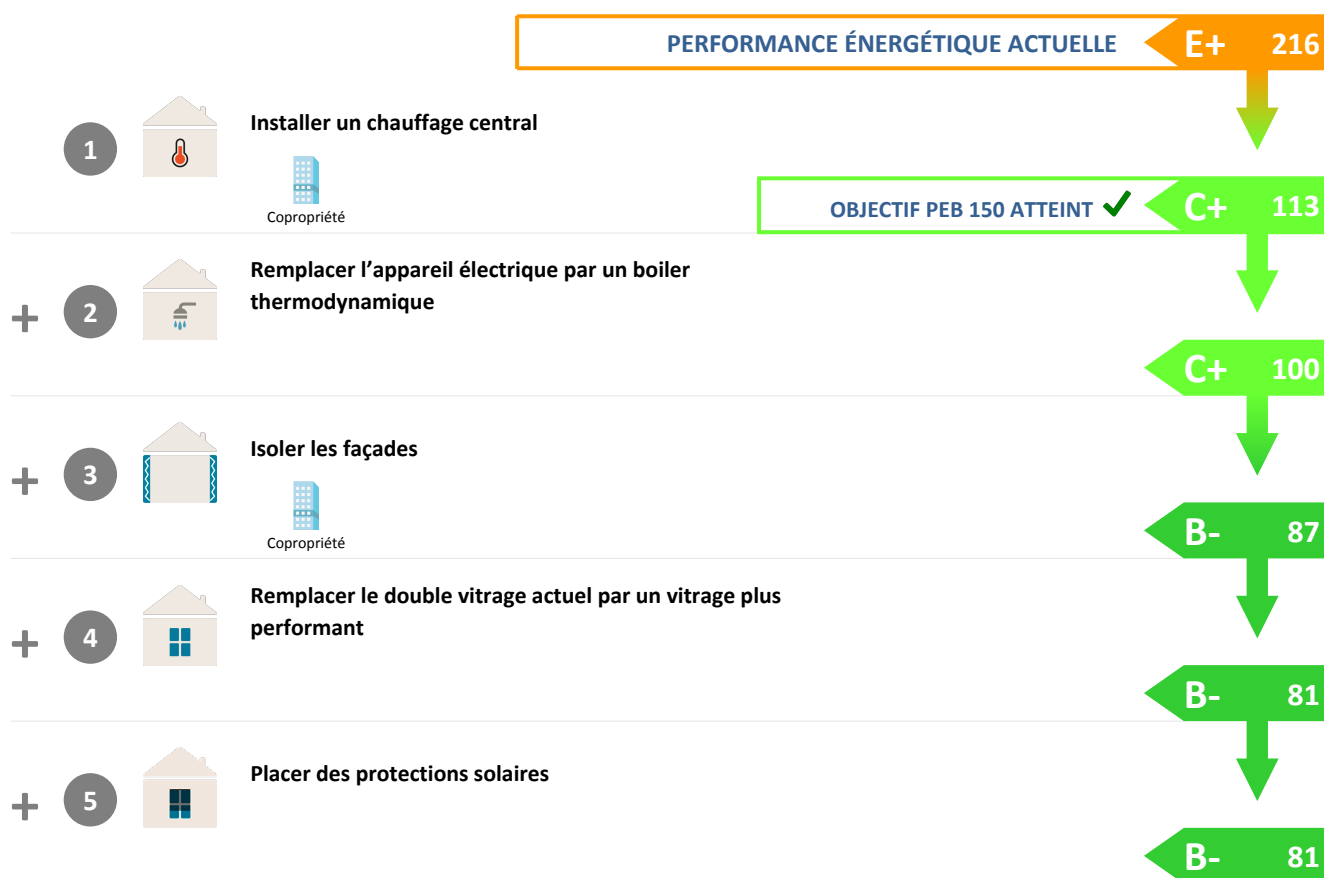 PERFORMANCE ÉNERGÉTIQUE ACTUELLE E+ 216
1 Installer un chauffage central
Copropriété
OBJECTIF PEB 150 ATTEINT C+ 113
+ 2 Remplacer l’appareil électrique par un boiler
thermodynamique
C+ 100
+ 3 Isoler les façades
Copropriété
B- 87
+ 4 Remplacer le double vitrage actuel par un vitrage plus
performant
B- 81
+ 5 Placer des protections solaires
B- 81